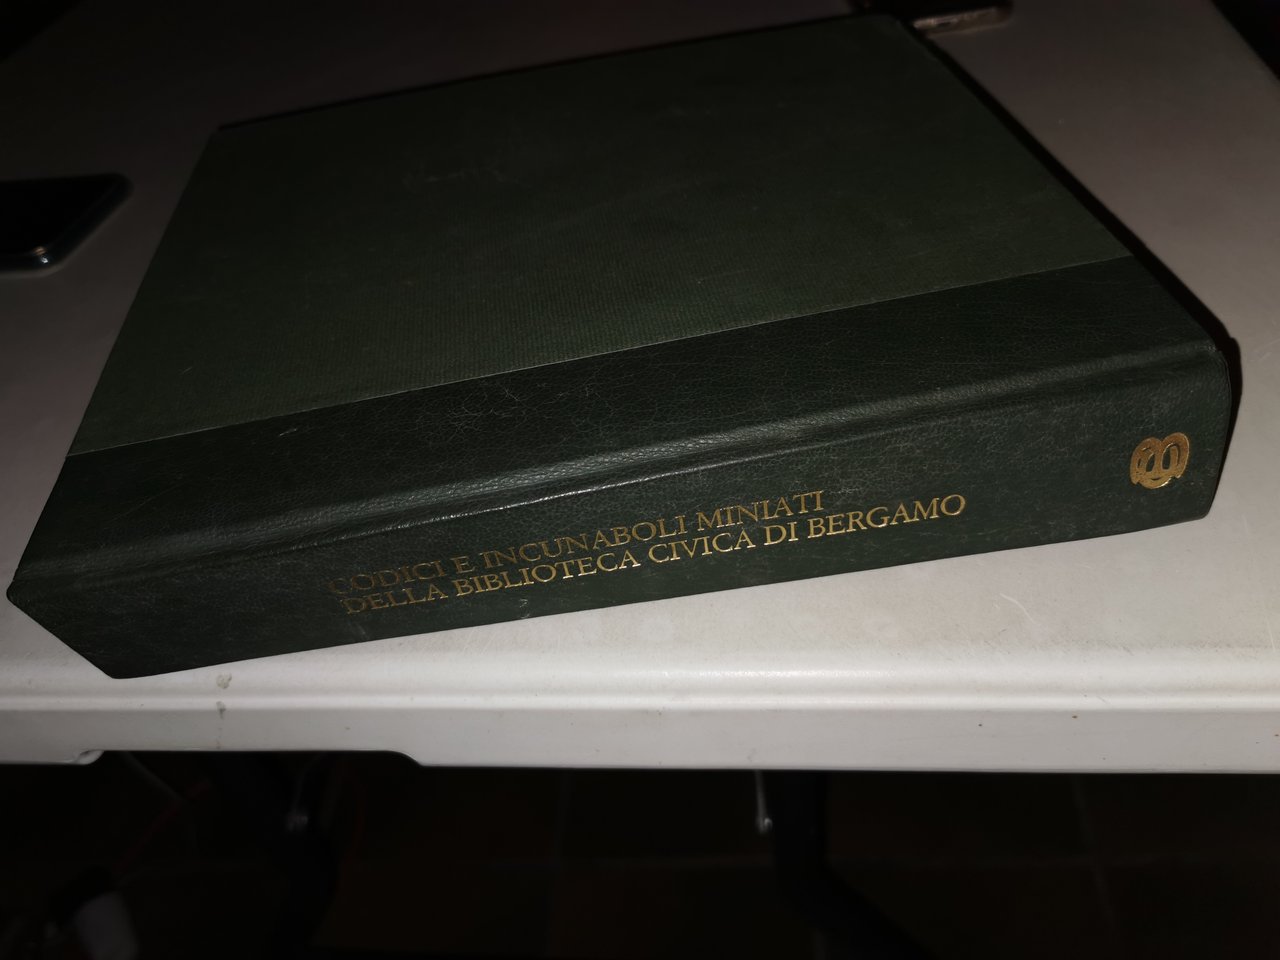 CODICI E INCUNABOLI MINIATI
DELLA BIBLIOTECA CIVICA DI BERGAMO